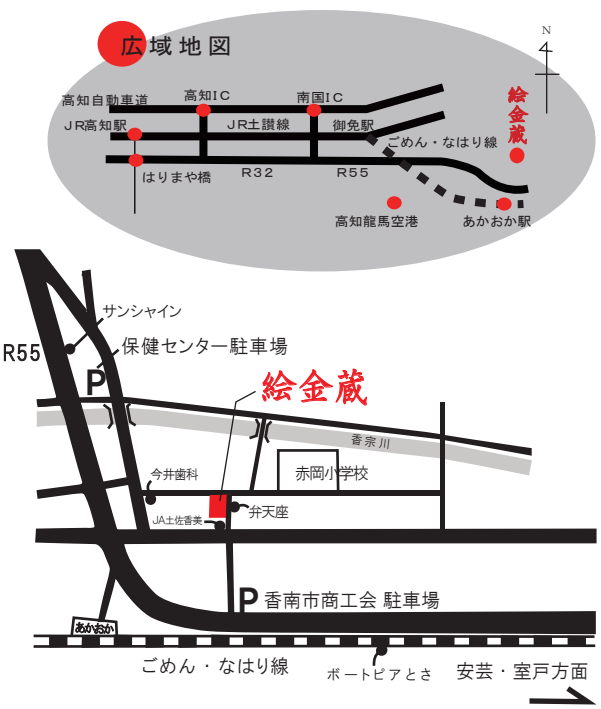 広域地図
N
高知自動車道
高知IC
南国IC
絵金蔵
JR高知駅
JR土讃線
御免駅
ごめん・なはり線
はりまや橋
R32
R55
高知龍馬空港
あかおか駅
サンシャイン
R55
保健センター駐車場
P
絵金蔵
香宗川
今井歯科
赤岡小学校
弁天座
JA土佐香美
P 香南市商工会 駐車場
あかおか
ごめん・なはり線
ボートピアとさ
安芸・室戸方面